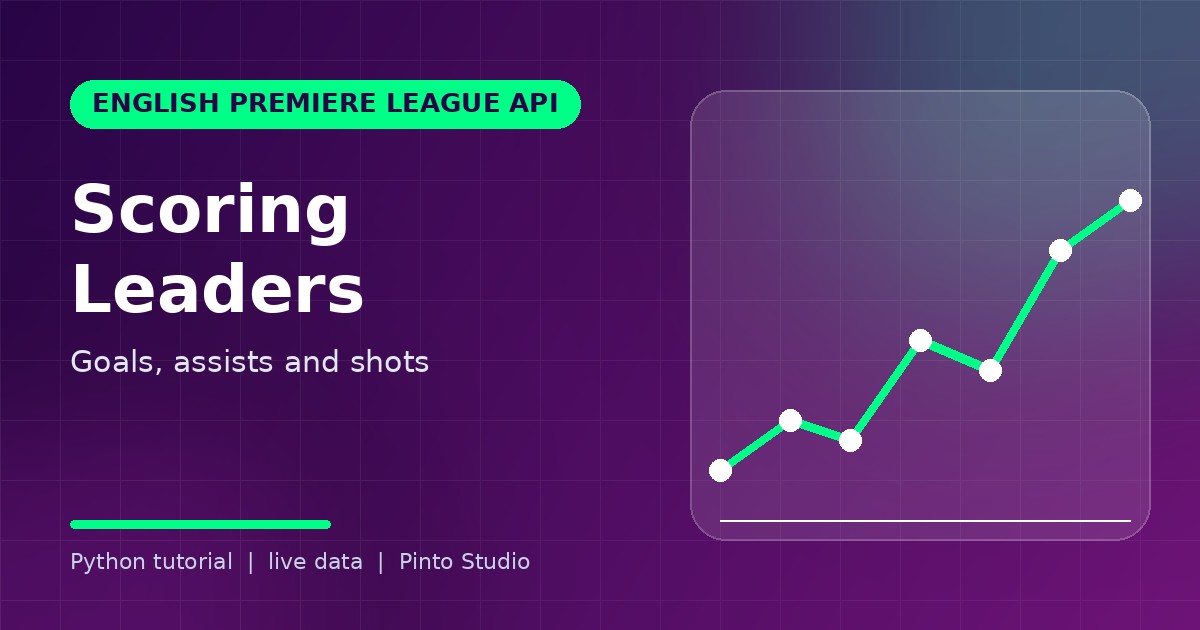 ENGLISH PREMIERE LEAGUE API
Scoring
Leaders
Goals, assists and shots
Python tutorial | live data | Pinto Studio